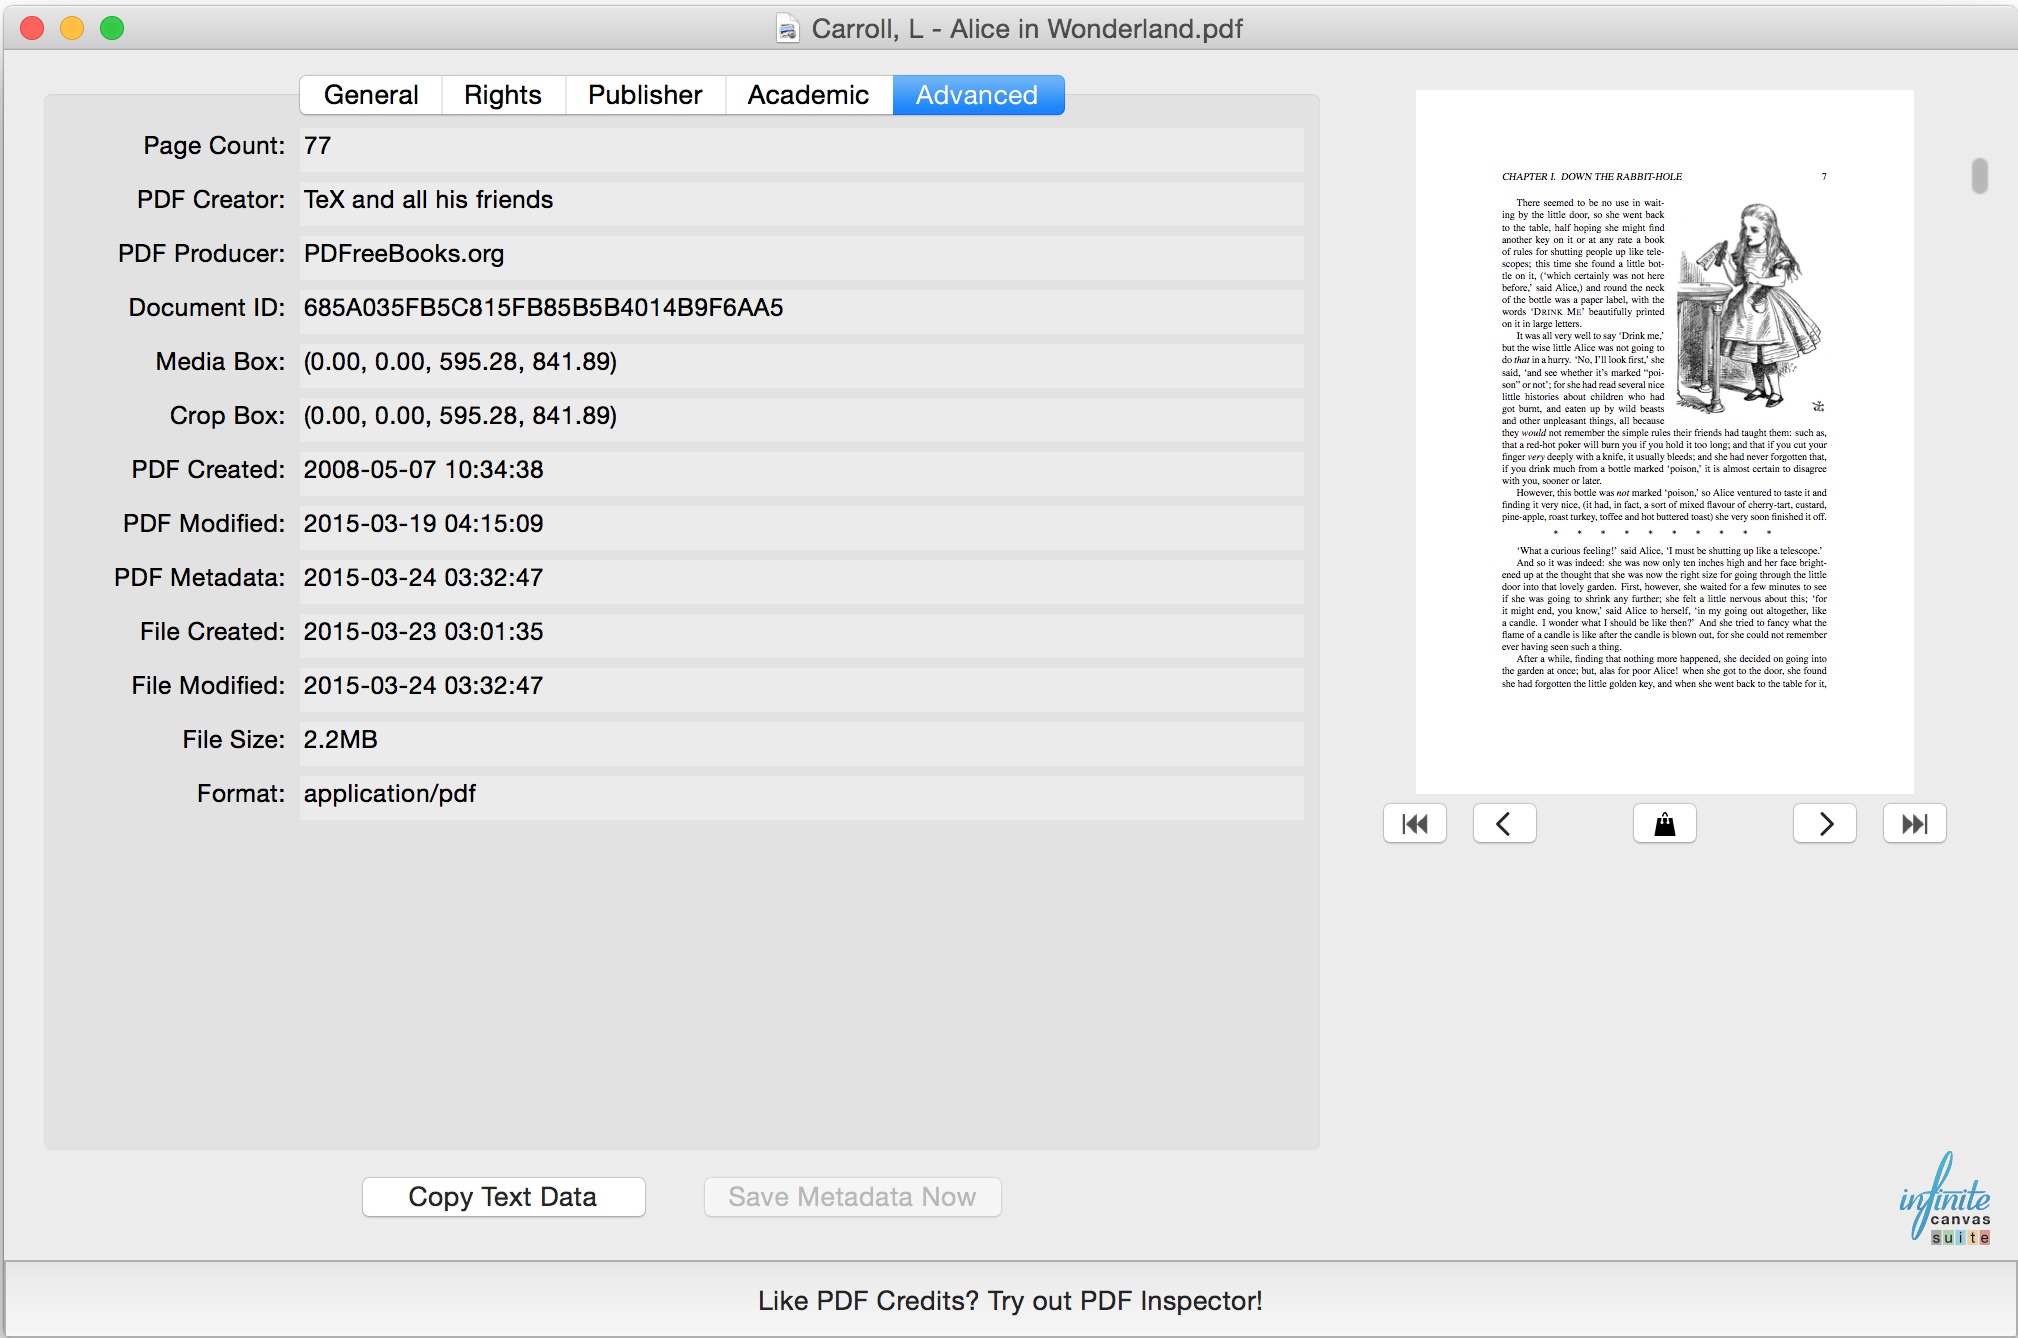 Carroll, L - Alice in Wonderland.pdf
General Rights Publisher Academic Advanced
Page Count: 77
PDF Creator: TeX and all his friends
PDF Producer: PDFreeBooks.org
Document ID: 685A035FB5C815FB85B5B4014B9F6AA5
Media Box: (0.00, 0.00, 595.28, 841.89)
Crop Box: (0.00, 0.00, 595.28, 841.89)
PDF Created: 2008-05-07 10:34:38
PDF Modified: 2015-03-19 04:15:09
PDF Metadata: 2015-03-24 03:32:47
File Created: 2015-03-23 03:01:35
File Modified: 2015-03-24 03:32:47
File Size: 2.2MB
Format: application/pdf
Copy Text Data Save Metadata Now
CHAPTER I. DOWN THE RABBIT-HOLE 7
There seemed to be no use in wait-
ing by the little door, so she went back
to the table, half hoping she might find
another key on it or at any rate a book
of rules for shutting people up like tele-
scopes; this time she found a little bot-
tle on it, (‘which certainly was not here
before,’ said Alice,) and round the neck
of the bottle was a paper label, with the
words ‘DRINK ME’ beautifully printed
on it in large letters.
It was all very well to say ‘Drink me,’
but the wise little Alice was not going to
do that in a hurry. ‘No, I’ll look first,’ she
said, ‘and see whether it’s marked “poi-
son” or not’; for she had read several nice
little histories about children who had
got burnt, and eaten up by wild beasts
and other unpleasant things, all because
they would not remember the simple rules their friends had taught them: such as,
that a red-hot poker will burn you if you hold it too long; and that if you cut your
finger very deeply with a knife, it usually bleeds; and she had never forgotten that,
if you drink much from a bottle marked ‘poison,’ it is almost certain to disagree
with you, sooner or later.
However, this bottle was not marked ‘poison,’ so Alice ventured to taste it and
finding it very nice, (it had, in fact, a sort of mixed flavour of cherry-tart, custard,
pine-apple, roast turkey, toffee and hot buttered toast) she very soon finished it off.
* * * * * * * * * *
‘What a curious feeling!’ said Alice, ‘I must be shutting up like a telescope.’
And so it was indeed: she was now only ten inches high and her face bright-
ened up at the thought that she was now the right size for going through the little
door into that lovely garden. First, however, she waited for a few minutes to see
if she was going to shrink any further; she felt a little nervous about this; ‘for
it might end, you know,’ said Alice to herself, ‘in my going out altogether, like
a candle. I wonder what I should be like then?’ And she tried to fancy what the
flame of a candle is like after the candle is blown out, for she could not remember
ever having seen such a thing.
After a while, finding that nothing more happened, she decided on going into
the garden at once; but, alas for poor Alice! when she got to the door, she found
she had forgotten the little golden key, and when she went back to the table for it,
infinite
canvas
suite
Like PDF Credits? Try out PDF Inspector!